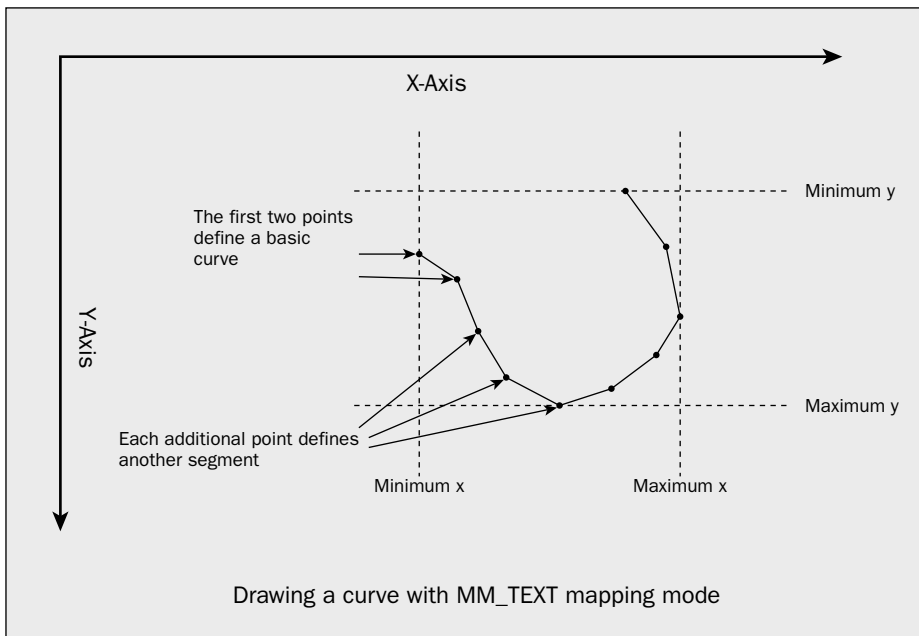 X-Axis
Minimum y
The first two points
define a basic
curve
Y-Axis
Maximum y
Each additional point defines
another segment
Minimum x
Maximum x
Drawing a curve with MM_TEXT mapping mode